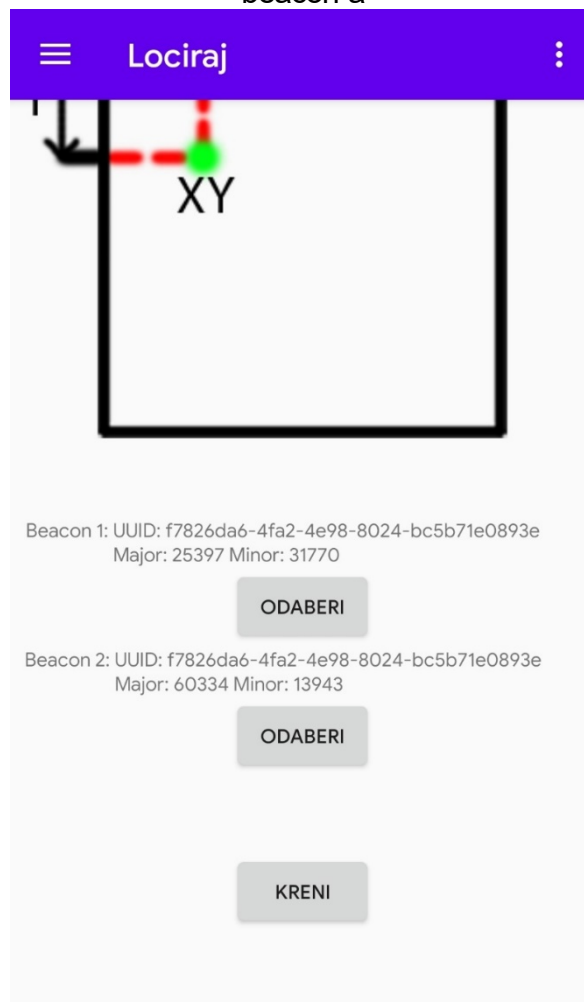 Lociraj
XY
Beacon 1: UUID: f7826da6-4fa2-4e98-8024-bc5b71e0893e
Major: 25397 Minor: 31770
ODABERI
Beacon 2: UUID: f7826da6-4fa2-4e98-8024-bc5b71e0893e
Major: 60334 Minor: 13943
ODABERI
KRENI